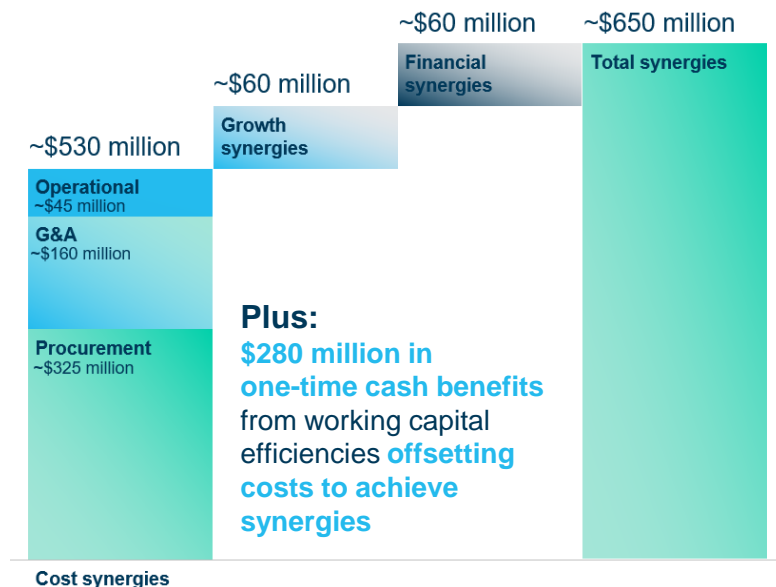 ~$530 million
Operational
~$45 million
G&A
~$160 million
Procurement
~$325 million
Cost synergies
~$60 million
Growth
synergies
~$60 million
Financial
synergies
~$650 million
Total synergies
Plus:
$280 million in
one-time cash benefits
from working capital
efficiencies offsetting
costs to achieve
synergies